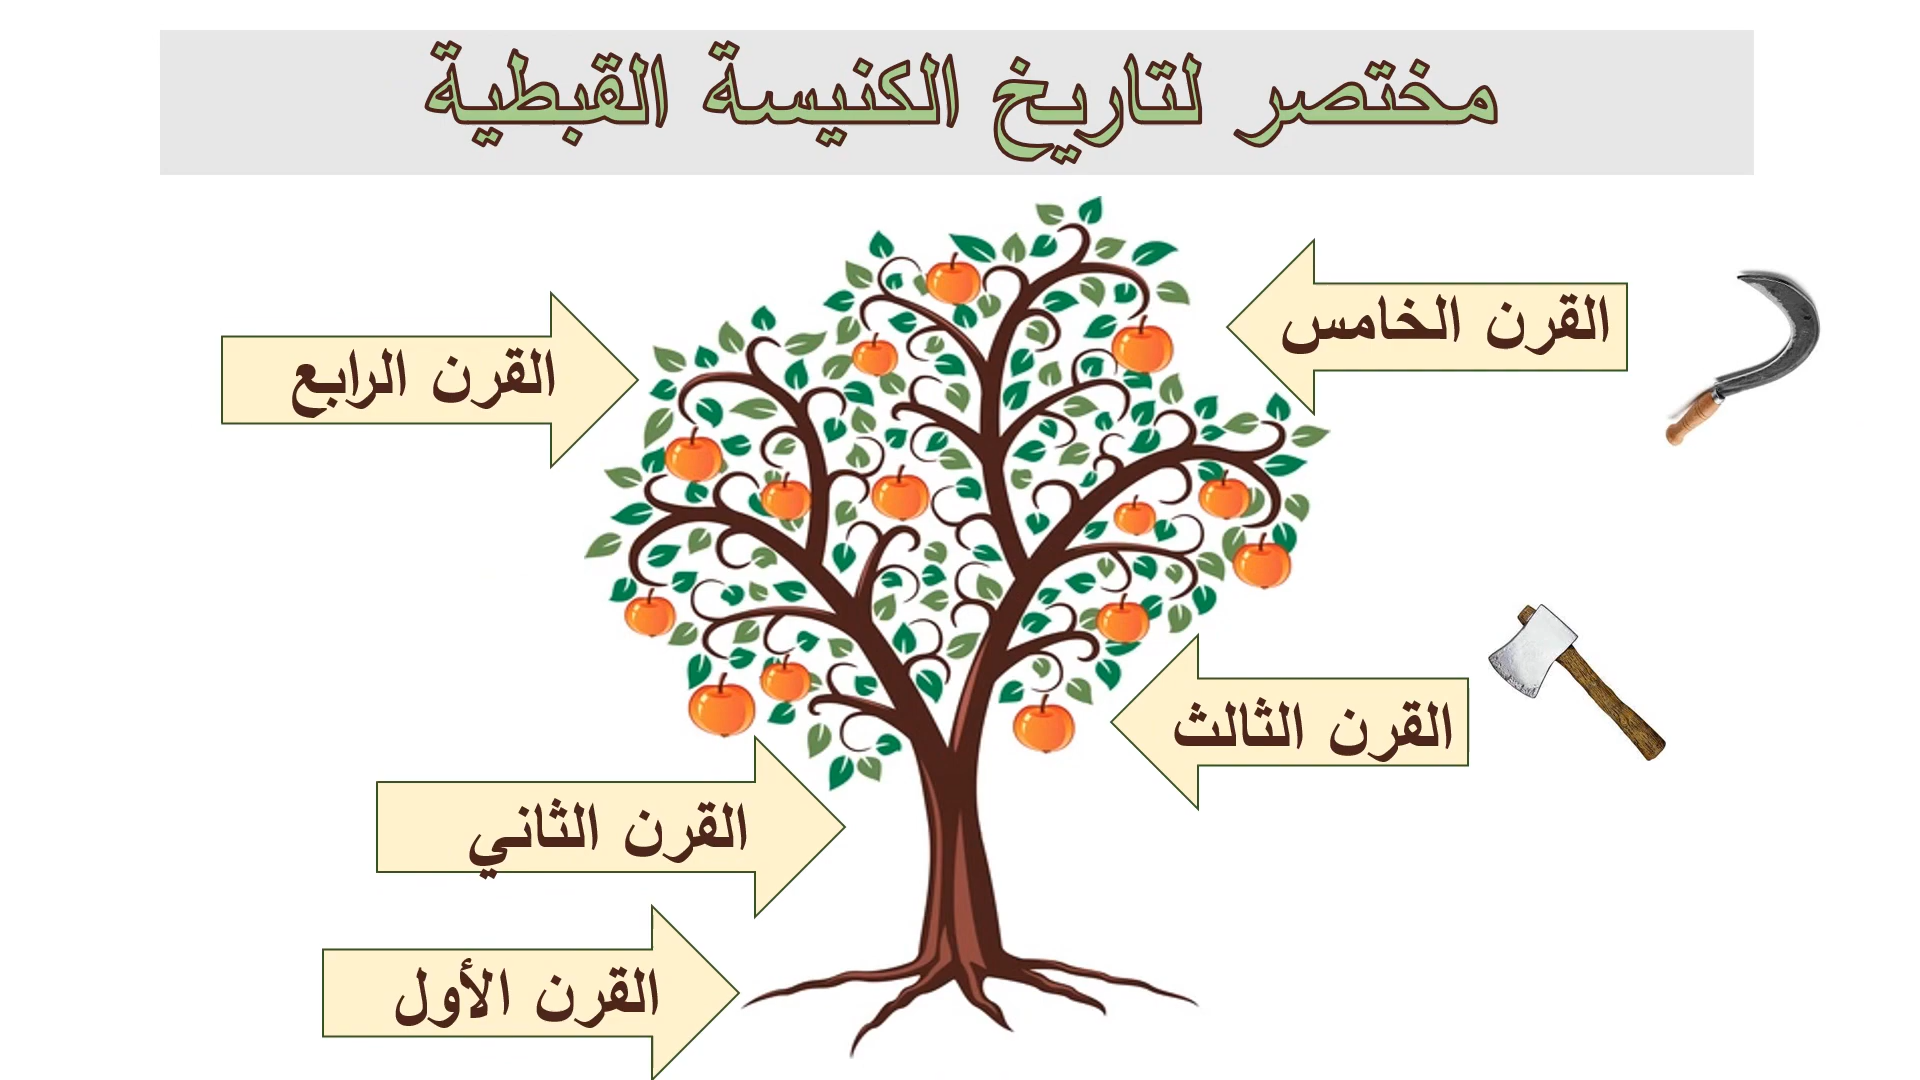 مختصر لتاريخ الكنيسة القبطية
القرن الخامس
القرن الرابع
القرن الثالث
القرن الثاني
القرن الأول